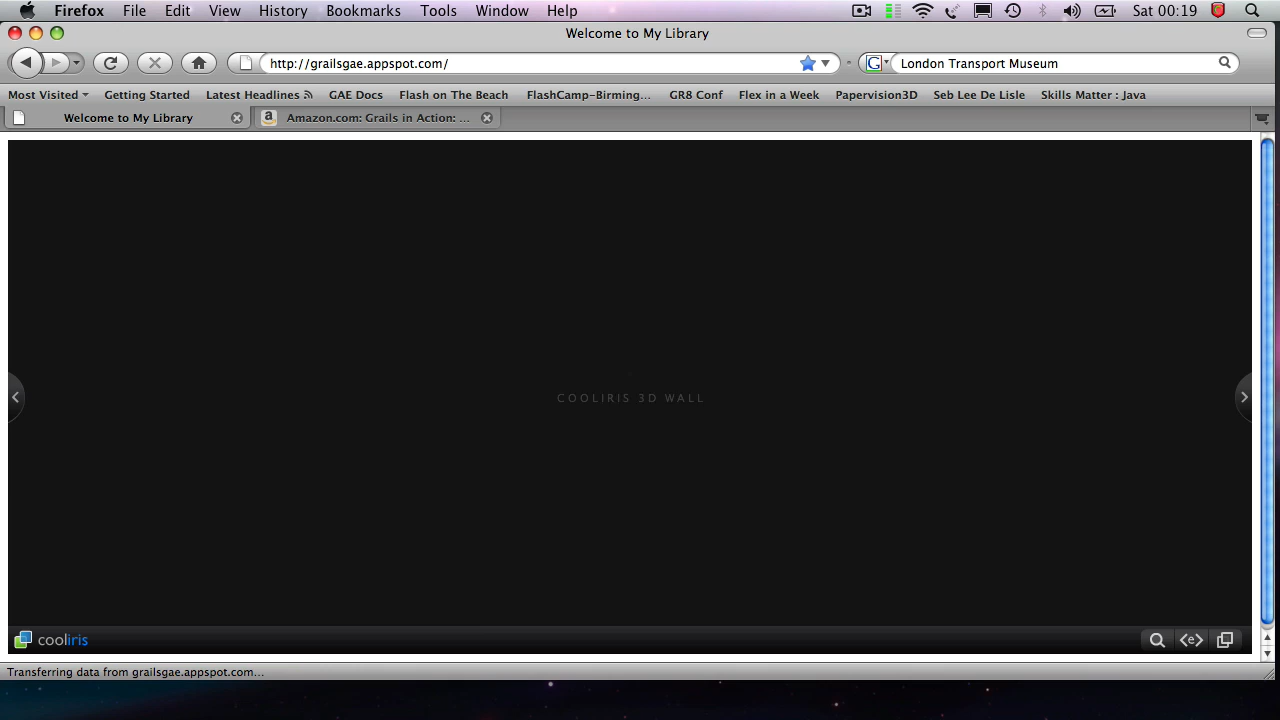 Firefox File Edit View History Bookmarks Tools Window Help Sat 00:19
Welcome to My Library
http://grailsgae.appspot.com/ London Transport Museum
Most Visited Getting Started Latest Headlines GAE Docs Flash on The Beach FlashCamp-Birming... GR8 Conf Flex in a Week Papervision3D Seb Lee De Lisle Skills Matter : Java
Welcome to My Library Amazon.com: Grails in Action: ...
COOLIRIS 3D WALL
cooliris <e>
Transferring data from grailsgae.appspot.com...